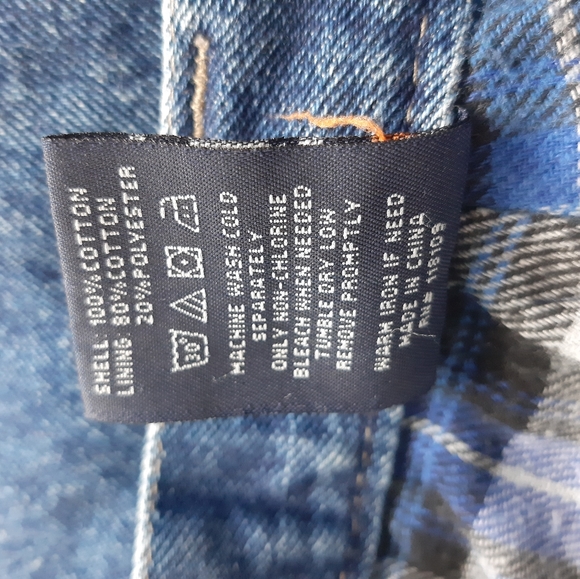 SHELL: 100%COTTON
LINING 80%COTTON
20%POLYESTER
30
MACHINE WASH COLD
SEPARATELY
ONLY NON-CHLORINE
BLEACH WHEN NEEDED
TUMBLE DRY LOW
REMOVE PROMPTLY
WARM IRON IF NEED
MADE IN CHINA